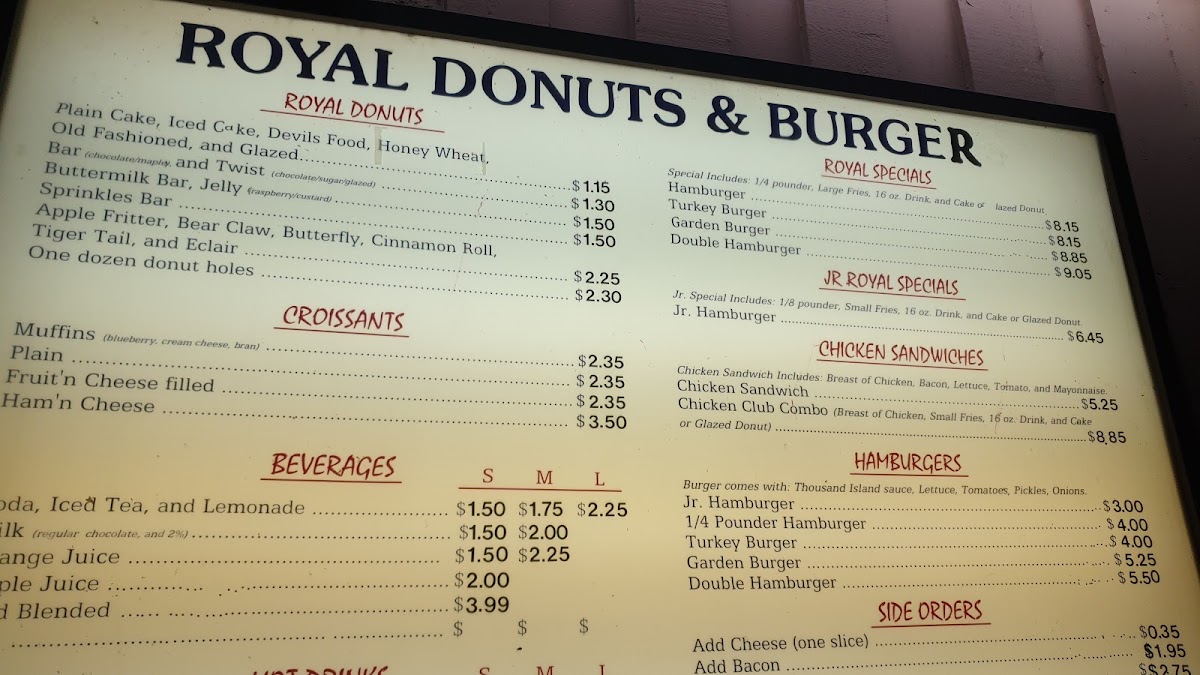 ROYAL DONUTS & BURGER
ROYAL DONUTS
Plain Cake, Iced Cake, Devils Food, Honey Wheat,
Old Fashioned, and Glazed $1.15
Bar (chocolate/maple), and Twist (chocolate/sugar/glazed) $1.30
Buttermilk Bar, Jelly (raspberry/custard) $1.50
Sprinkles Bar $1.50
Apple Fritter, Bear Claw, Butterfly, Cinnamon Roll,
Tiger Tail, and Eclair $2.25
One dozen donut holes $2.30
CROISSANTS
Muffins (blueberry, cream cheese, bran) $2.35
Plain $2.35
Fruit'n Cheese filled $2.35
Ham'n Cheese $3.50
BEVERAGES S M L
oda, Iced Tea, and Lemonade $1.50 $1.75 $2.25
ilk (regular chocolate, and 2%) $1.50 $2.00
ange Juice $1.50 $2.25
ple Juice $2.00
d Blended $3.99
$ $ $
HOT DRINKS S M L
ROYAL SPECIALS
Special Includes: 1/4 pounder, Large Fries, 16 oz. Drink, and Cake o lazed Donut
Hamburger $8.15
Turkey Burger $8.15
Garden Burger $8.85
Double Hamburger $9.05
JR ROYAL SPECIALS
Jr. Special Includes: 1/8 pounder, Small Fries, 16 oz. Drink, and Cake or Glazed Donut.
Jr. Hamburger $6.45
CHICKEN SANDWICHES
Chicken Sandwich Includes: Breast of Chicken, Bacon, Lettuce, Tomato, and Mayonnaise.
Chicken Sandwich $5.25
Chicken Club Combo (Breast of Chicken, Small Fries, 16 oz. Drink, and Cake
or Glazed Donut) $8.85
HAMBURGERS
Burger comes with: Thousand Island sauce, Lettuce, Tomatoes, Pickles, Onions.
Jr. Hamburger $3.00
1/4 Pounder Hamburger $4.00
Turkey Burger $4.00
Garden Burger $5.25
Double Hamburger $5.50
SIDE ORDERS
Add Cheese (one slice) $0.35
Add Bacon $1.95
$2.75